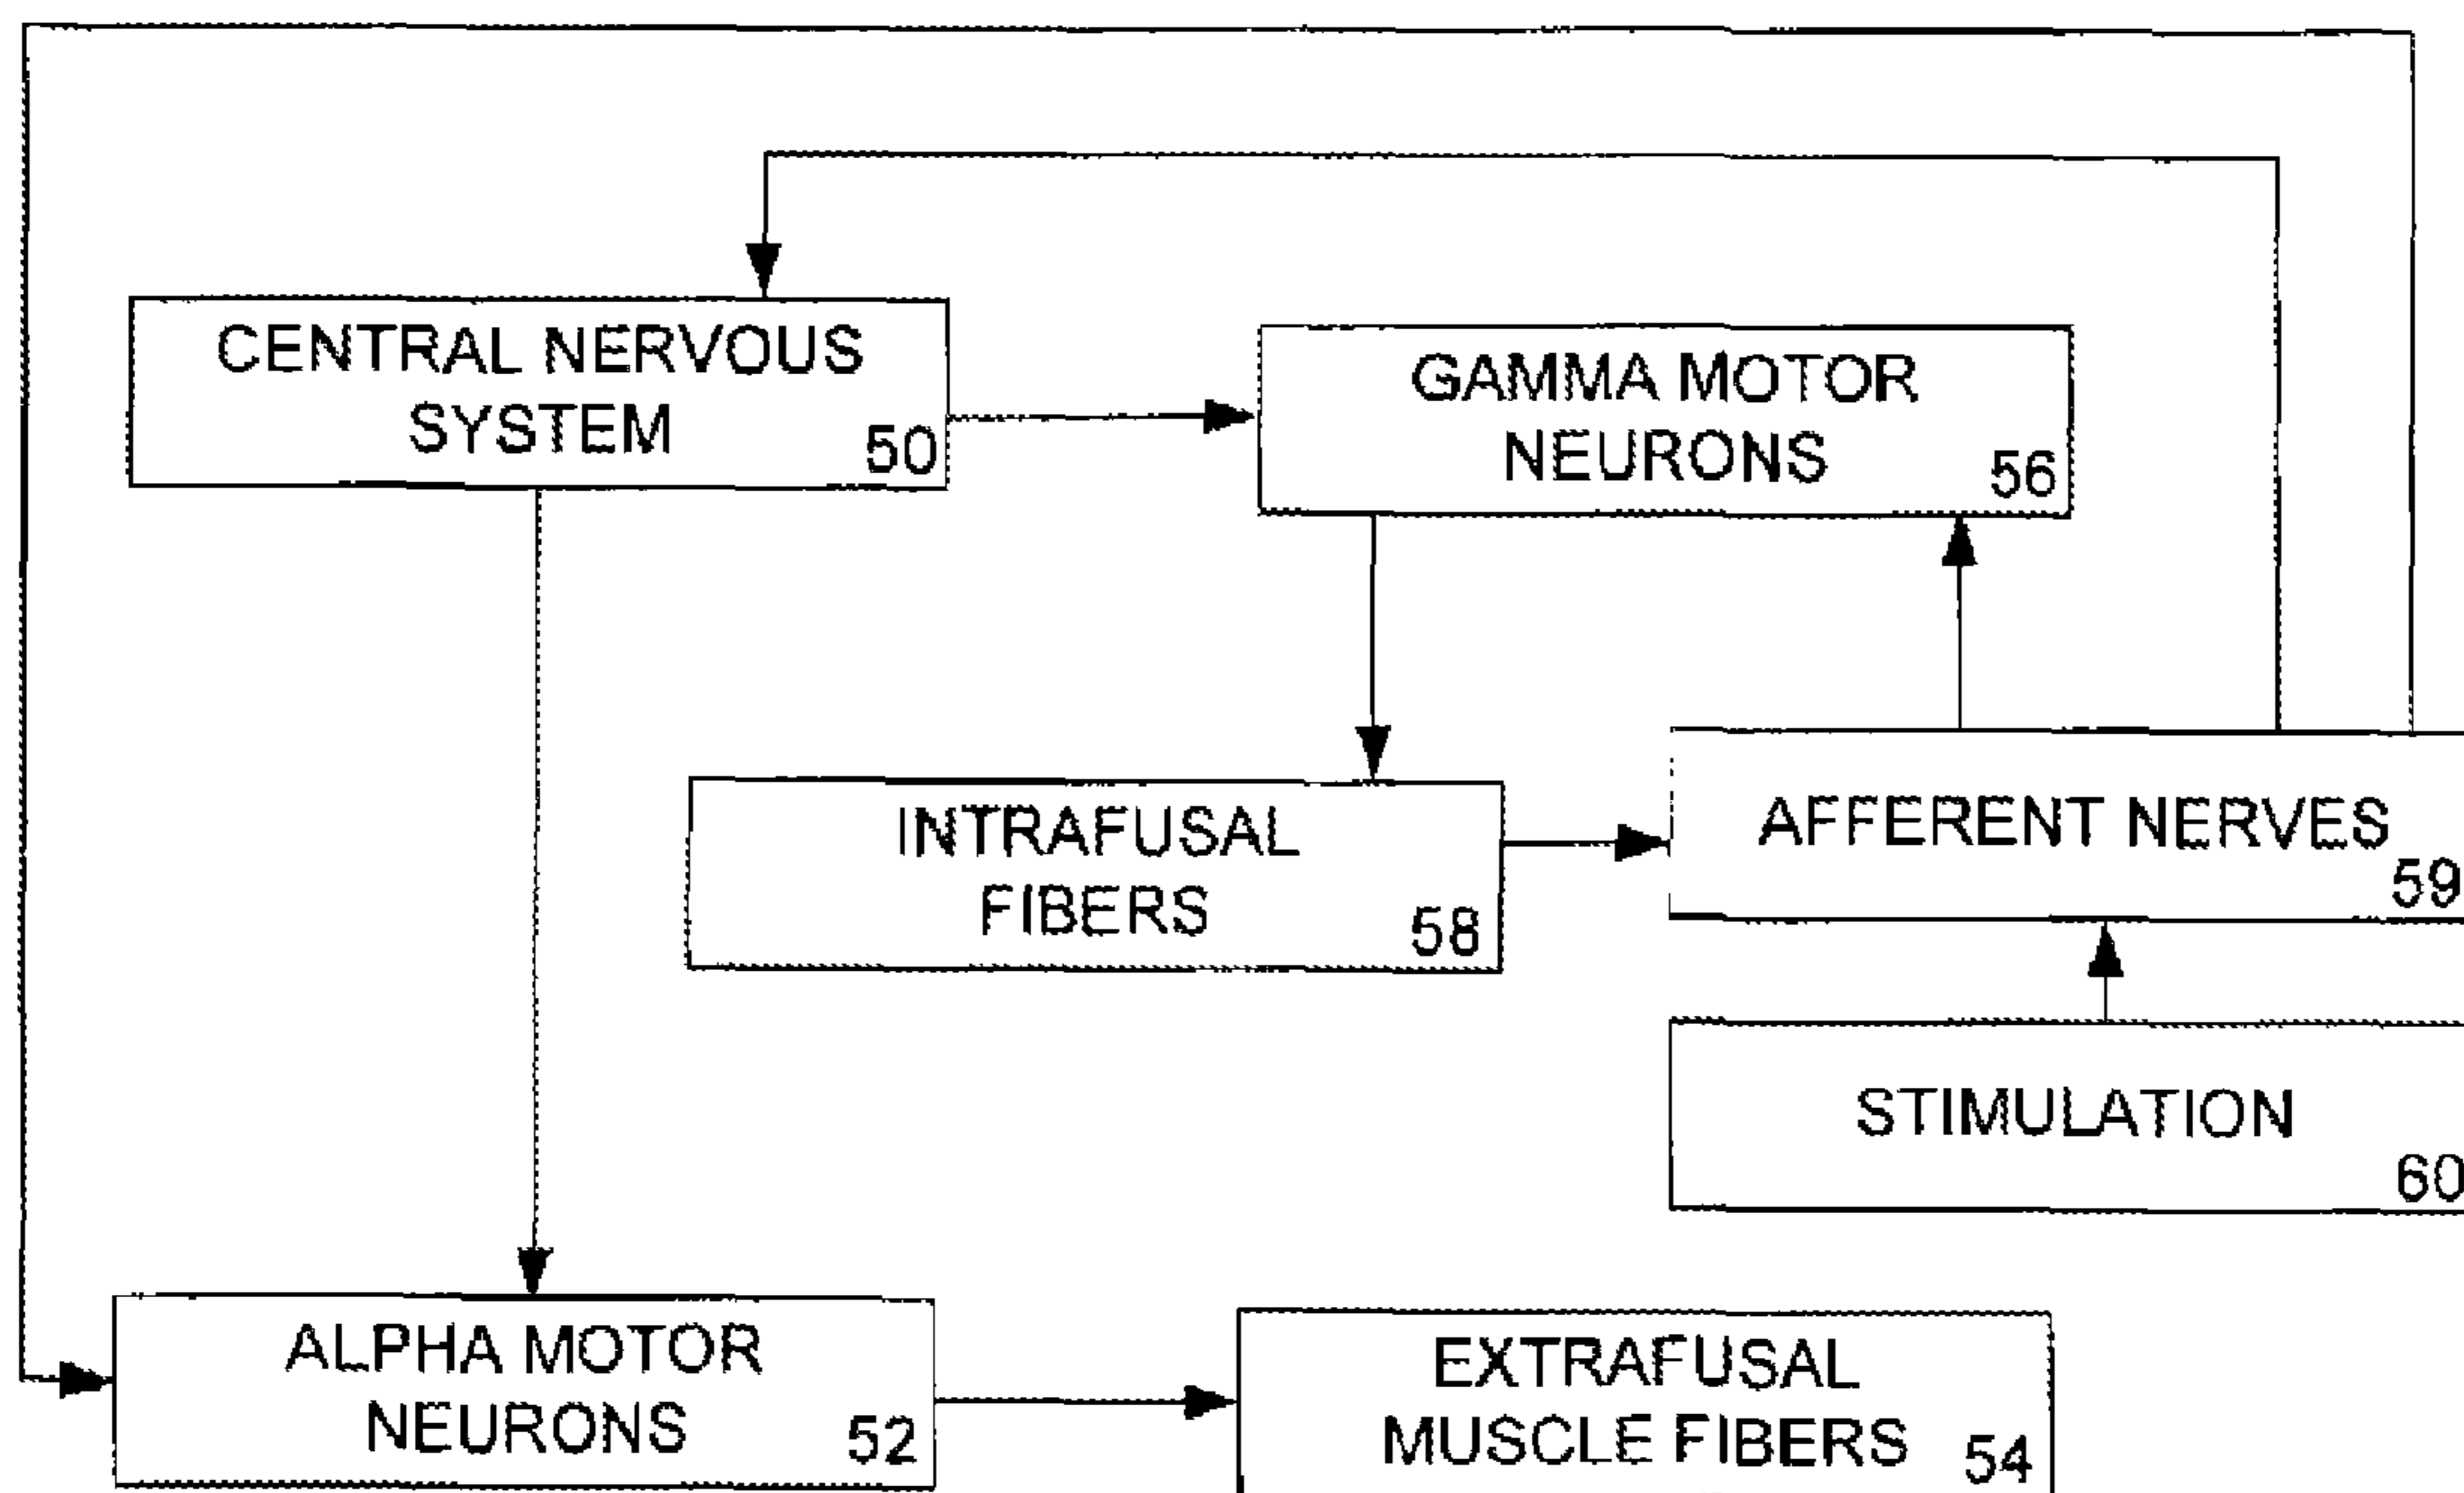 CENTRAL NERVOUS
SYSTEM
50
GAMMA MOTOR
NEURONS
56
INTRAFUSAL
FIBERS
58
AFFERENT NERVES
59
STIMULATION
60
ALPHA MOTOR
NEURONS
52
EXTRAFUSAL
MUSCLE FIBERS
54